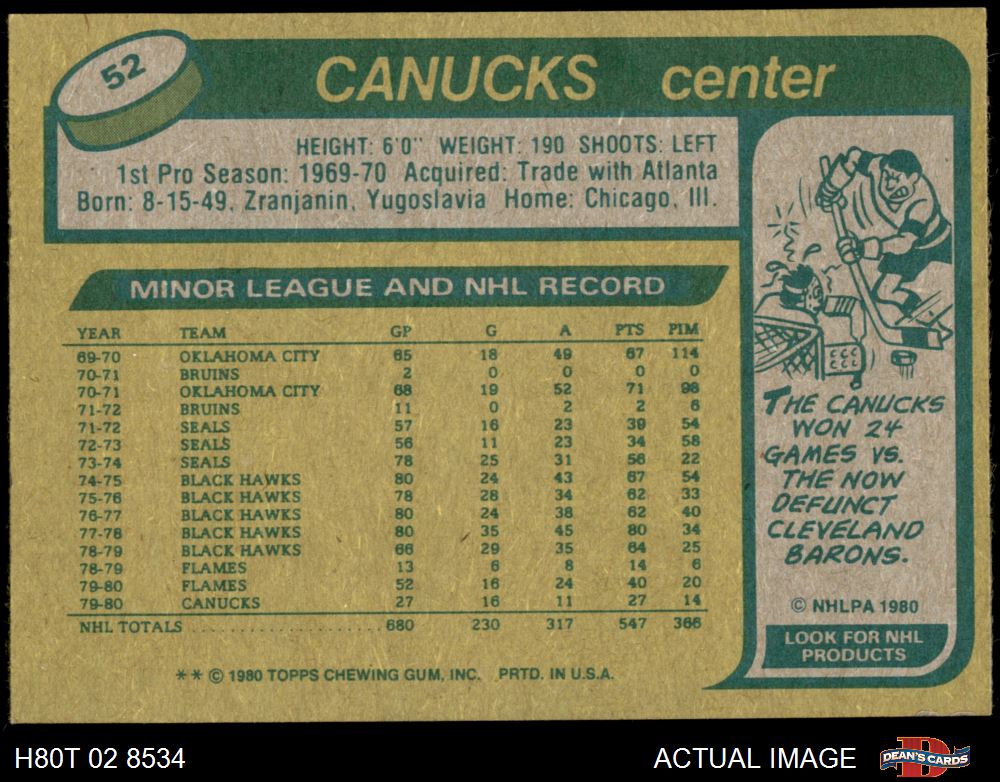 52
CANUCKS center
HEIGHT: 6'0" WEIGHT: 190 SHOOTS: LEFT
1st Pro Season: 1969-70 Acquired: Trade with Atlanta
Born: 8-15-49, Zranjanin, Yugoslavia Home: Chicago, Ill.
MINOR LEAGUE AND NHL RECORD
YEAR TEAM GP G A PTS PIM
69-70 OKLAHOMA CITY 65 18 49 67 114
70-71 BRUINS 2 0 0 0 0
70-71 OKLAHOMA CITY 68 19 52 71 98
71-72 BRUINS 11 0 2 2 6
71-72 SEALS 57 16 23 39 54
72-73 SEALS 56 11 23 34 58
73-74 SEALS 78 25 31 56 22
74-75 BLACK HAWKS 80 24 43 67 54
75-76 BLACK HAWKS 78 28 34 62 33
76-77 BLACK HAWKS 80 24 38 62 40
77-78 BLACK HAWKS 80 35 45 80 34
78-79 BLACK HAWKS 66 29 35 64 25
78-79 FLAMES 13 6 8 14 6
79-80 FLAMES 52 16 24 40 20
79-80 CANUCKS 27 16 11 27 14
NHL TOTALS .................... 680 230 317 547 366
** © 1980 TOPPS CHEWING GUM, INC. PRTD. IN U.S.A.
THE CANUCKS
WON 24
GAMES VS.
THE NOW
DEFUNCT
CLEVELAND
BARONS.
© NHLPA 1980
LOOK FOR NHL
PRODUCTS
H80T 02 8534
ACTUAL IMAGE
DEAN'S CARDS